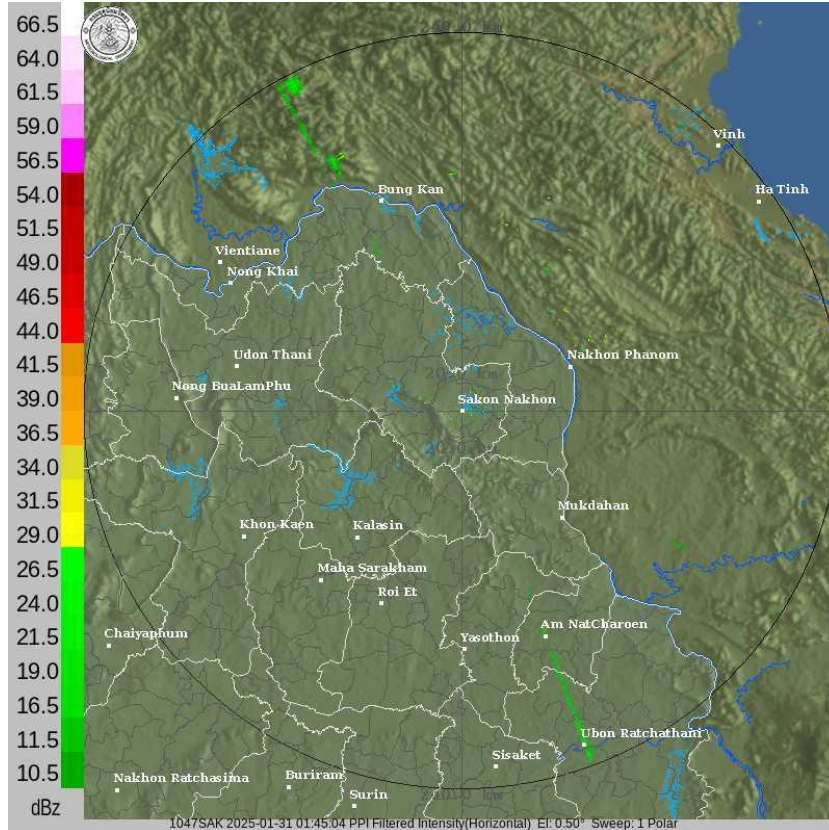 66.5
64.0
61.5
59.0
56.5
54.0
51.5
49.0
46.5
44.0
41.5
39.0
36.5
34.0
31.5
29.0
26.5
24.0
21.5
19.0
16.5
11.5
10.5
dBz
Vinh
Ha Tinh
Bung Kan
Vientiane
Nong Khai
Udon Thani
Nakhon Phanom
Nong BuaLamPhu
Sakon Nakhon
Mukdahan
Khon Kaen
Kalasin
Maha Sarakham
Roi Et
Am NatCharoen
Chaiyaphum
Yasothon
Ubon Ratchathani
Sisaket
Nakhon Ratchasima
Buriram
Surin
1047SAK 2025-01-31 01:45:04 PPI Filtered Intensity(Horizontal) El: 0.50° Sweep: 1 Polar